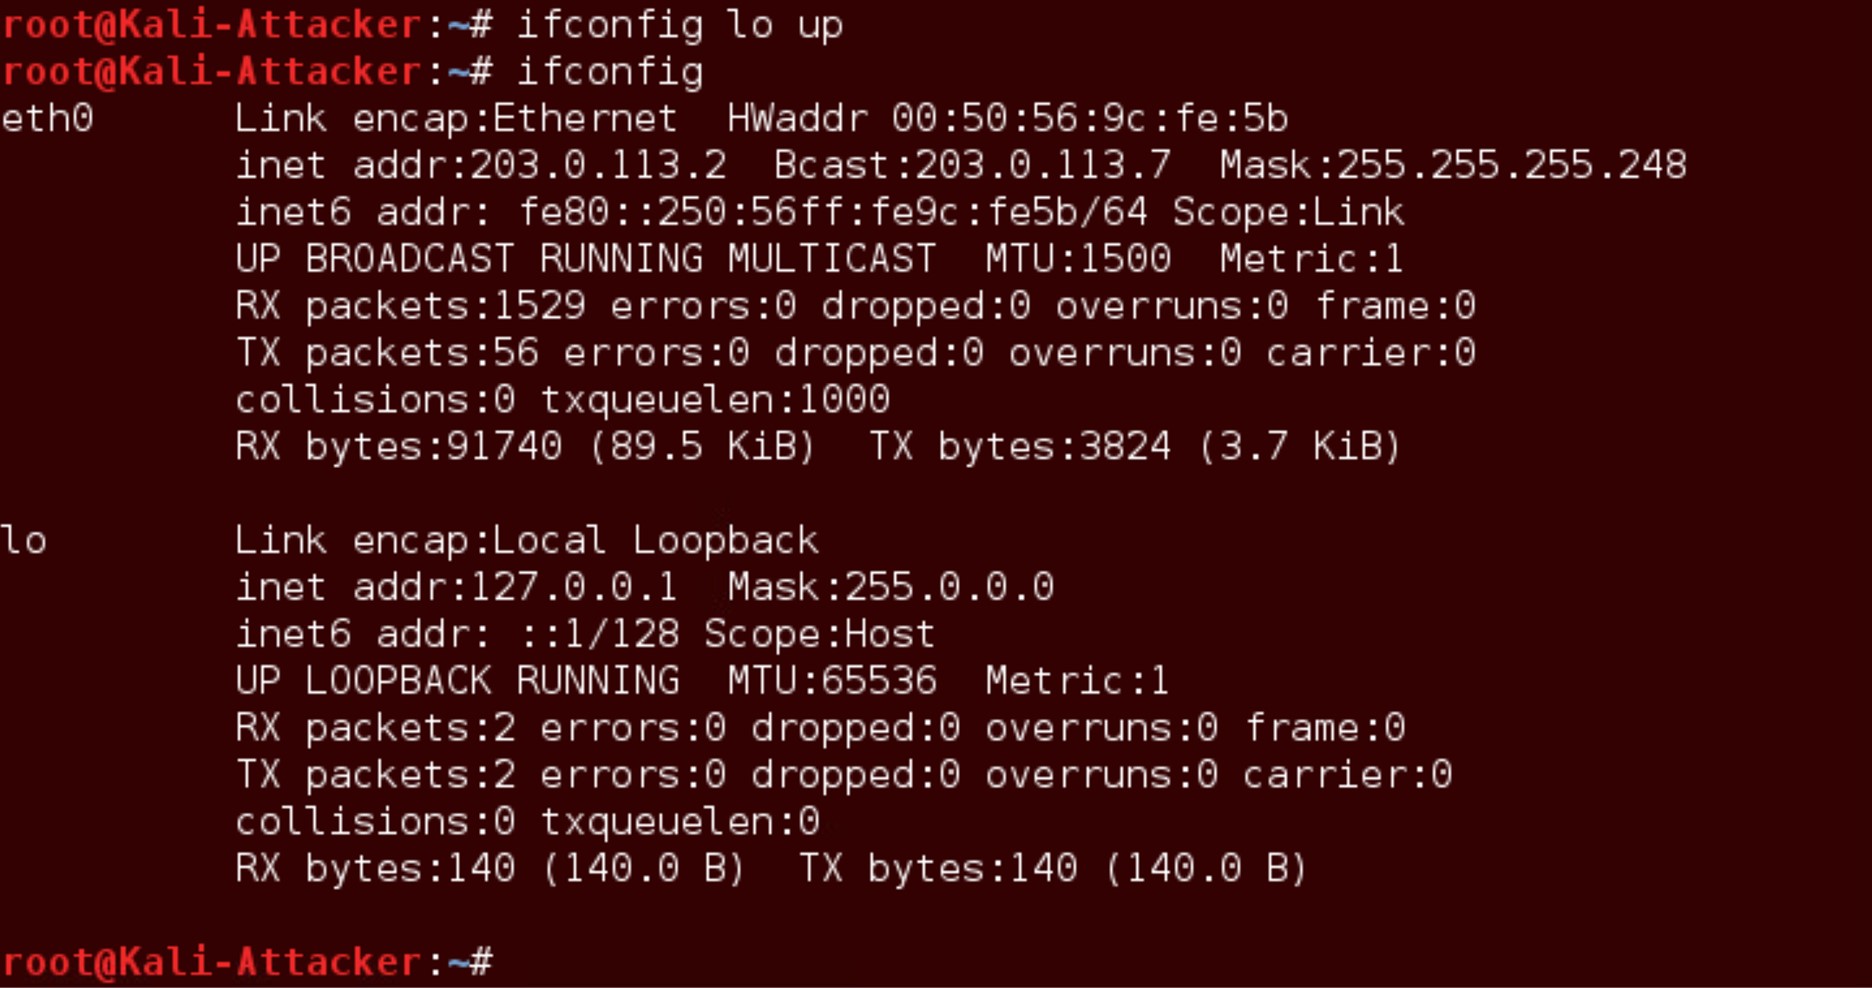 root@Kali-Attacker:~# ifconfig lo up
root@Kali-Attacker:~# ifconfig
eth0      Link encap:Ethernet  HWaddr 00:50:56:9c:fe:5b
          inet addr:203.0.113.2  Bcast:203.0.113.7  Mask:255.255.255.248
          inet6 addr: fe80::250:56ff:fe9c:fe5b/64 Scope:Link
          UP BROADCAST RUNNING MULTICAST  MTU:1500  Metric:1
          RX packets:1529 errors:0 dropped:0 overruns:0 frame:0
          TX packets:56 errors:0 dropped:0 overruns:0 carrier:0
          collisions:0 txqueuelen:1000
          RX bytes:91740 (89.5 KiB)  TX bytes:3824 (3.7 KiB)

lo        Link encap:Local Loopback
          inet addr:127.0.0.1  Mask:255.0.0.0
          inet6 addr: ::1/128 Scope:Host
          UP LOOPBACK RUNNING  MTU:65536  Metric:1
          RX packets:2 errors:0 dropped:0 overruns:0 frame:0
          TX packets:2 errors:0 dropped:0 overruns:0 carrier:0
          collisions:0 txqueuelen:0
          RX bytes:140 (140.0 B)  TX bytes:140 (140.0 B)

root@Kali-Attacker:~#